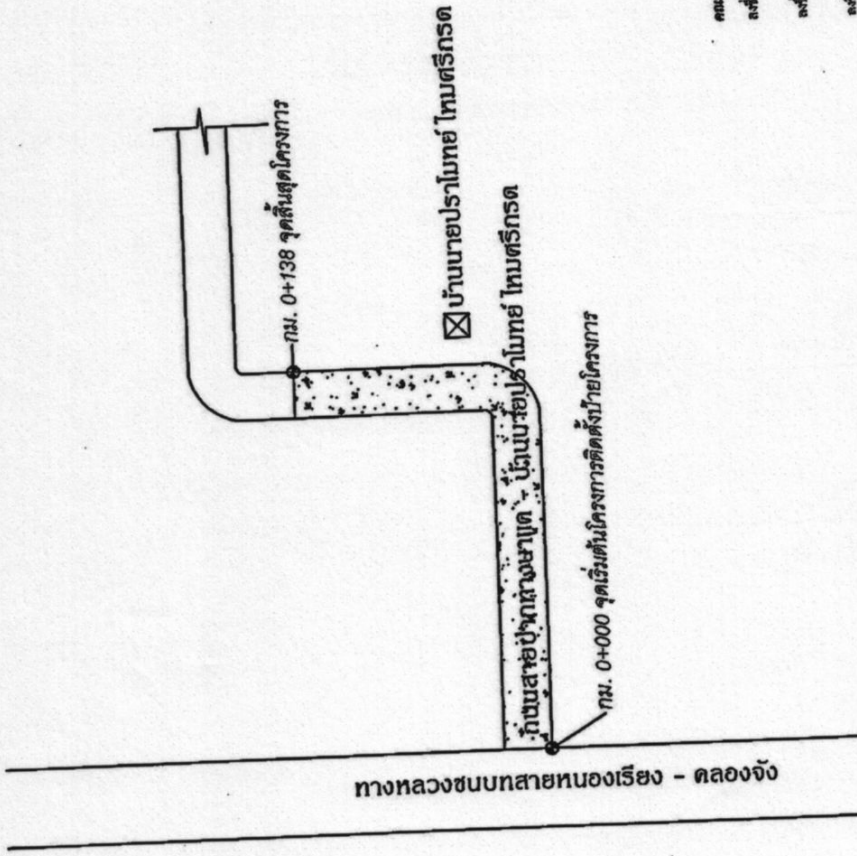 กม. 0+138 จุดสิ้นสุดโครงการ
บ้านนายปราโมทย์ ไหมศรีกรด
ถนนสายปากทางษาแด - บ้านนายปราโมทย์ ไหมศรีกรด
กม. 0+000 จุดเริ่มต้นโครงการติดตั้งป้ายโครงการ
ทางหลวงชนบทสายหนองเรียง - คลองจัง